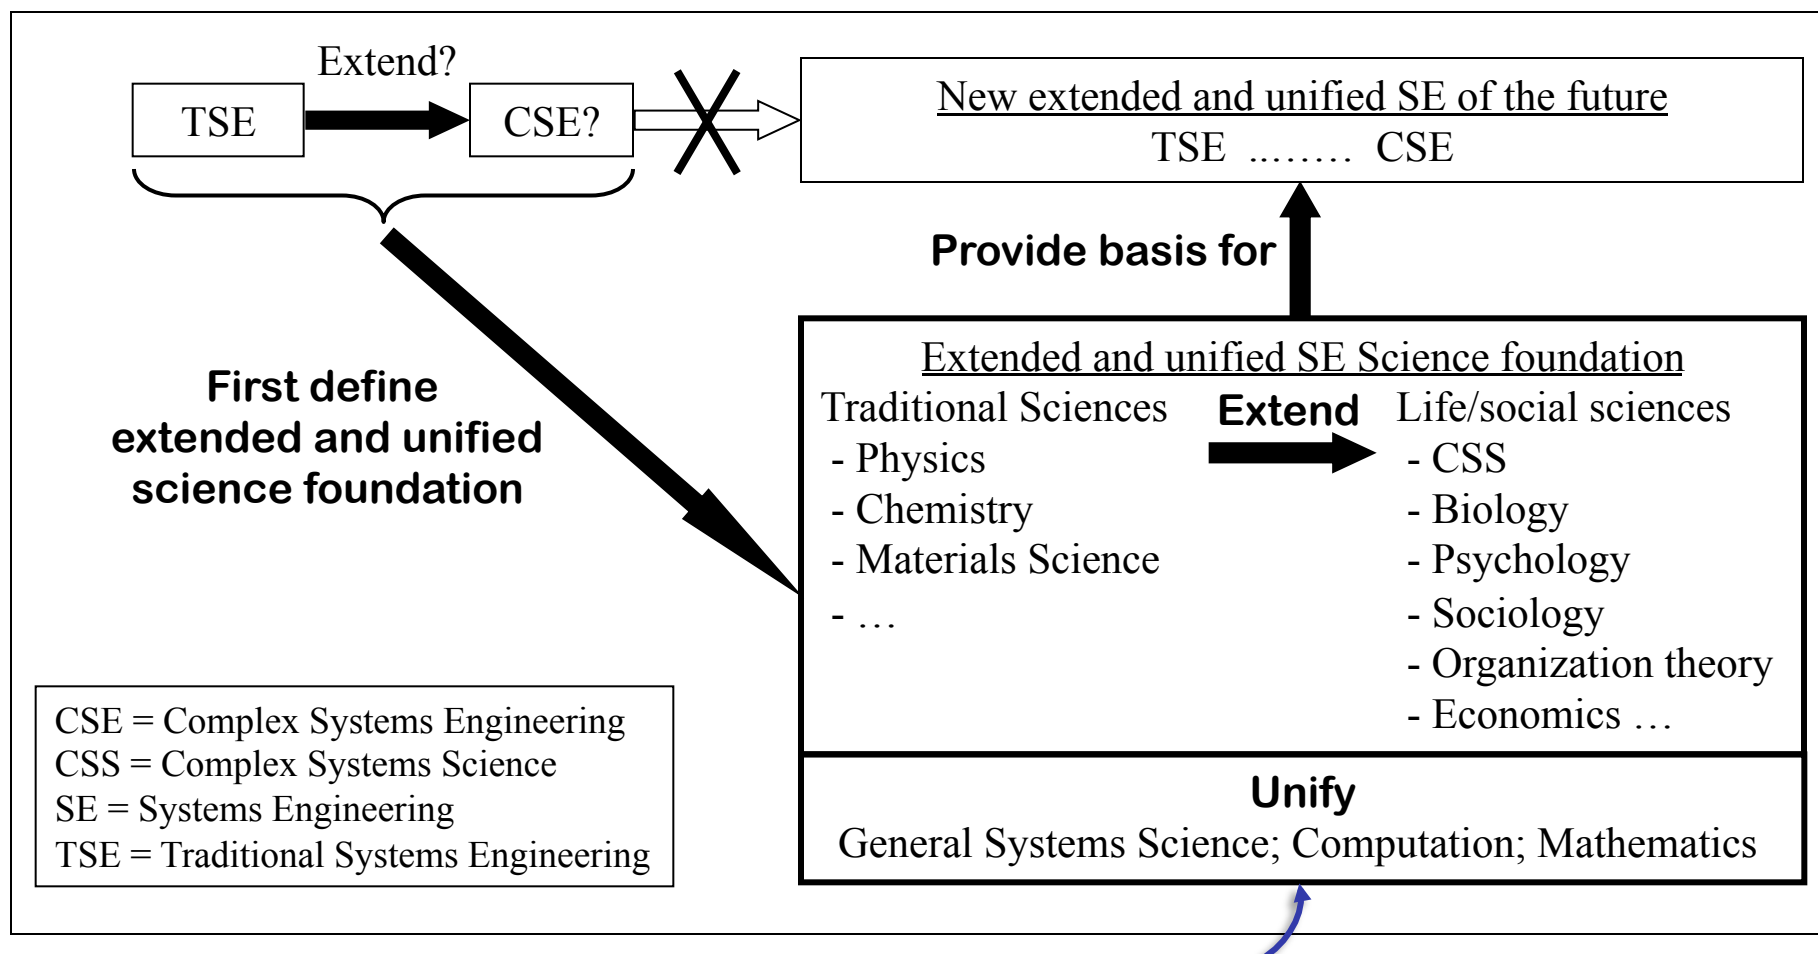 Extend?
TSE
CSE?
New extended and unified SE of the future
TSE ..…… CSE
Provide basis for
First define
extended and unified
science foundation
Extended and unified SE Science foundation
Traditional Sciences
- Physics
- Chemistry
- Materials Science
- …
Extend
Life/social sciences
- CSS
- Biology
- Psychology
- Sociology
- Organization theory
- Economics …
Unify
General Systems Science; Computation; Mathematics
CSE = Complex Systems Engineering
CSS = Complex Systems Science
SE = Systems Engineering
TSE = Traditional Systems Engineering